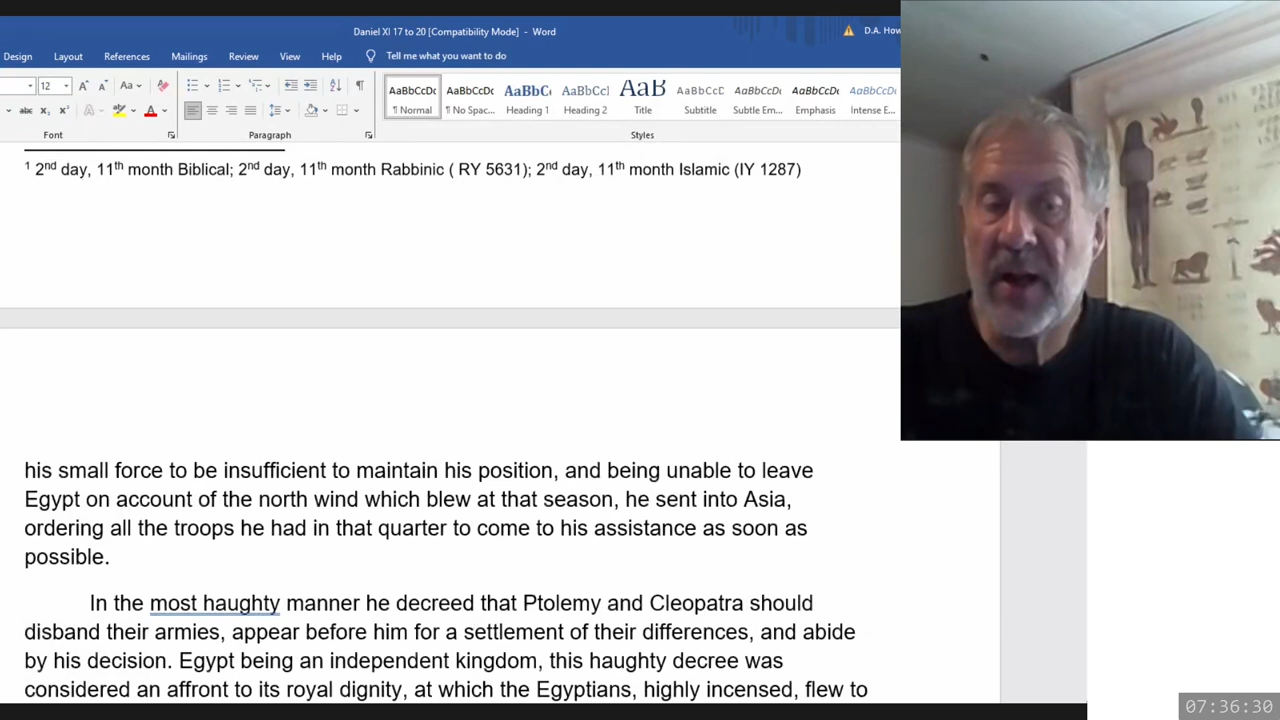 Daniel XI 17 to 20 [Compatibility Mode] - Word
D.A. How
Design Layout References Mailings Review View Help Tell me what you want to do
12
Aa
AaBbCcDc AaBbCcDc AaBbC AaBbCcI AaB AaBbCcD AaBbCcDc AaBbCcDc AaBbCcDc
¶ Normal ¶ No Spac... Heading 1 Heading 2 Title Subtitle Subtle Em... Emphasis Intense E...
Font Paragraph Styles
1 2nd day, 11th month Biblical; 2nd day, 11th month Rabbinic ( RY 5631); 2nd day, 11th month Islamic (IY 1287)
his small force to be insufficient to maintain his position, and being unable to leave
Egypt on account of the north wind which blew at that season, he sent into Asia,
ordering all the troops he had in that quarter to come to his assistance as soon as
possible.
In the most haughty manner he decreed that Ptolemy and Cleopatra should
disband their armies, appear before him for a settlement of their differences, and abide
by his decision. Egypt being an independent kingdom, this haughty decree was
considered an affront to its royal dignity, at which the Egyptians, highly incensed, flew to
07:36:30